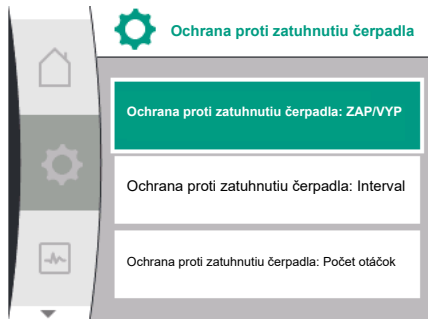 Ochrana proti zatuhnutiu čerpadla
Ochrana proti zatuhnutiu čerpadla: ZAP/VYP
Ochrana proti zatuhnutiu čerpadla: Interval
Ochrana proti zatuhnutiu čerpadla: Počet otáčok